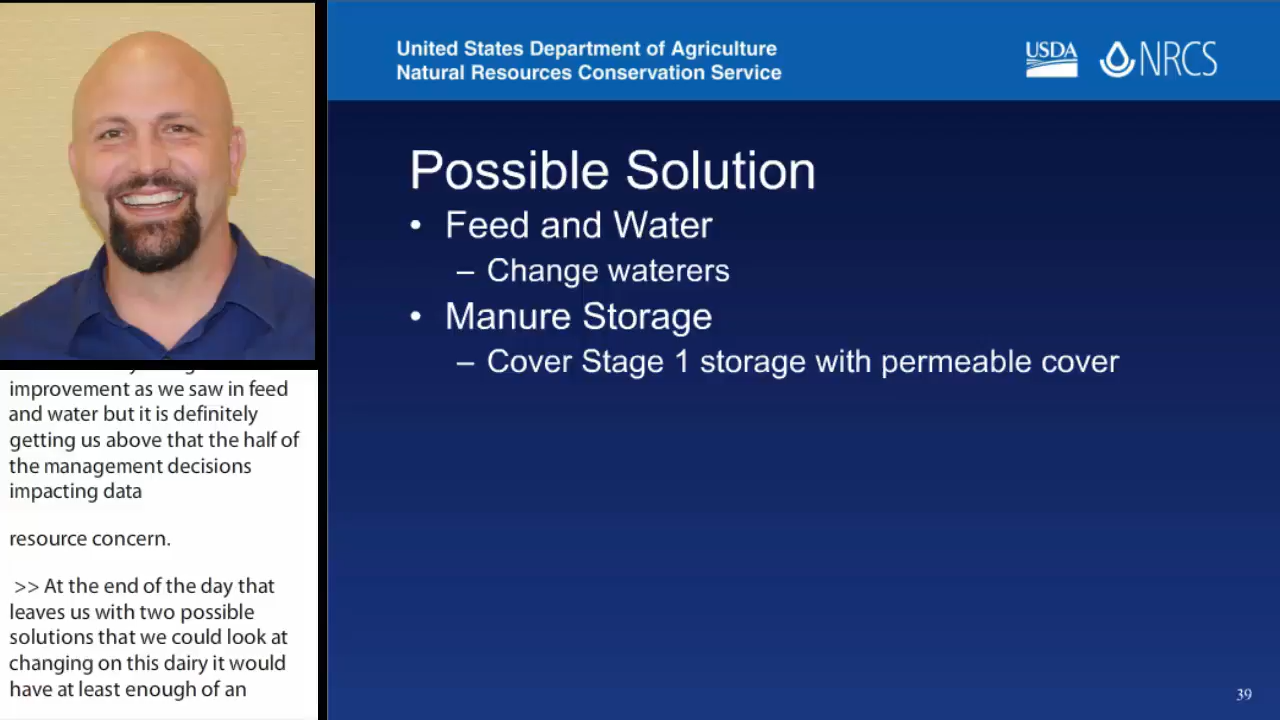 United States Department of Agriculture
Natural Resources Conservation Service
USDA
NRCS
Possible Solution
• Feed and Water
– Change waterers
• Manure Storage
– Cover Stage 1 storage with permeable cover
39
improvement as we saw in feed
and water but it is definitely
getting us above that the half of
the management decisions
impacting data
resource concern.
>> At the end of the day that
leaves us with two possible
solutions that we could look at
changing on this dairy it would
have at least enough of an